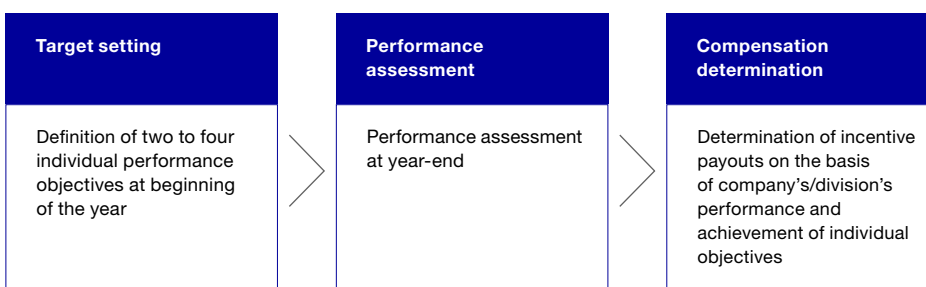 Target setting
Definition of two to four
individual performance
objectives at beginning
of the year
Performance
assessment
Performance assessment
at year-end
Compensation
determination
Determination of incentive
payouts on the basis
of company’s/division’s
performance and
achievement of individual
objectives